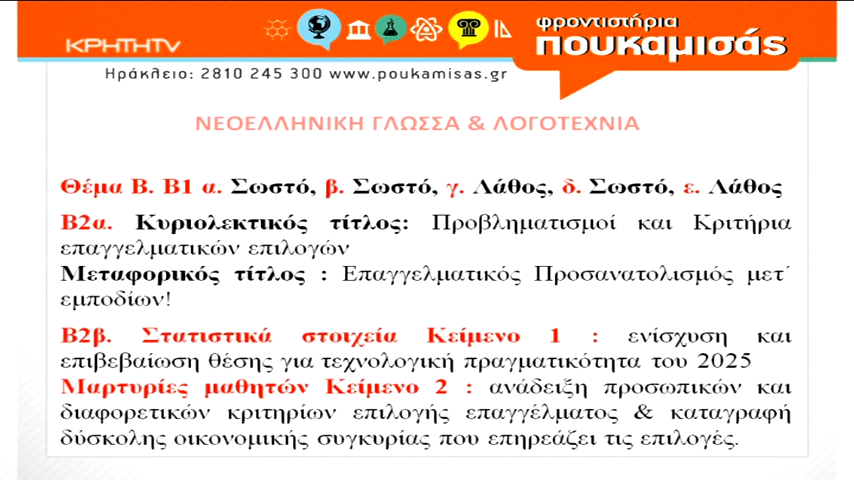 ΚΡΗΤΗTV
φροντιστήρια
πουκαμισάς
Ηράκλειο: 2810 245 300 www.poukamisas.gr
ΝΕΟΕΛΛΗΝΙΚΗ ΓΛΩΣΣΑ & ΛΟΓΟΤΕΧΝΙΑ
Θέμα Β. Β1 α. Σωστό, β. Σωστό, γ. Λάθος, δ. Σωστό, ε. Λάθος
Β2α. Κυριολεκτικός τίτλος: Προβληματισμοί και Κριτήρια
επαγγελματικών επιλογών
Μεταφορικός τίτλος : Επαγγελματικός Προσανατολισμός μετ΄
εμποδίων!
Β2β. Στατιστικά στοιχεία Κείμενο 1 : ενίσχυση και
επιβεβαίωση θέσης για τεχνολογική πραγματικότητα του 2025
Μαρτυρίες μαθητών Κείμενο 2 : ανάδειξη προσωπικών και
διαφορετικών κριτηρίων επιλογής επαγγέλματος & καταγραφή
δύσκολης οικονομικής συγκυρίας που επηρεάζει τις επιλογές.